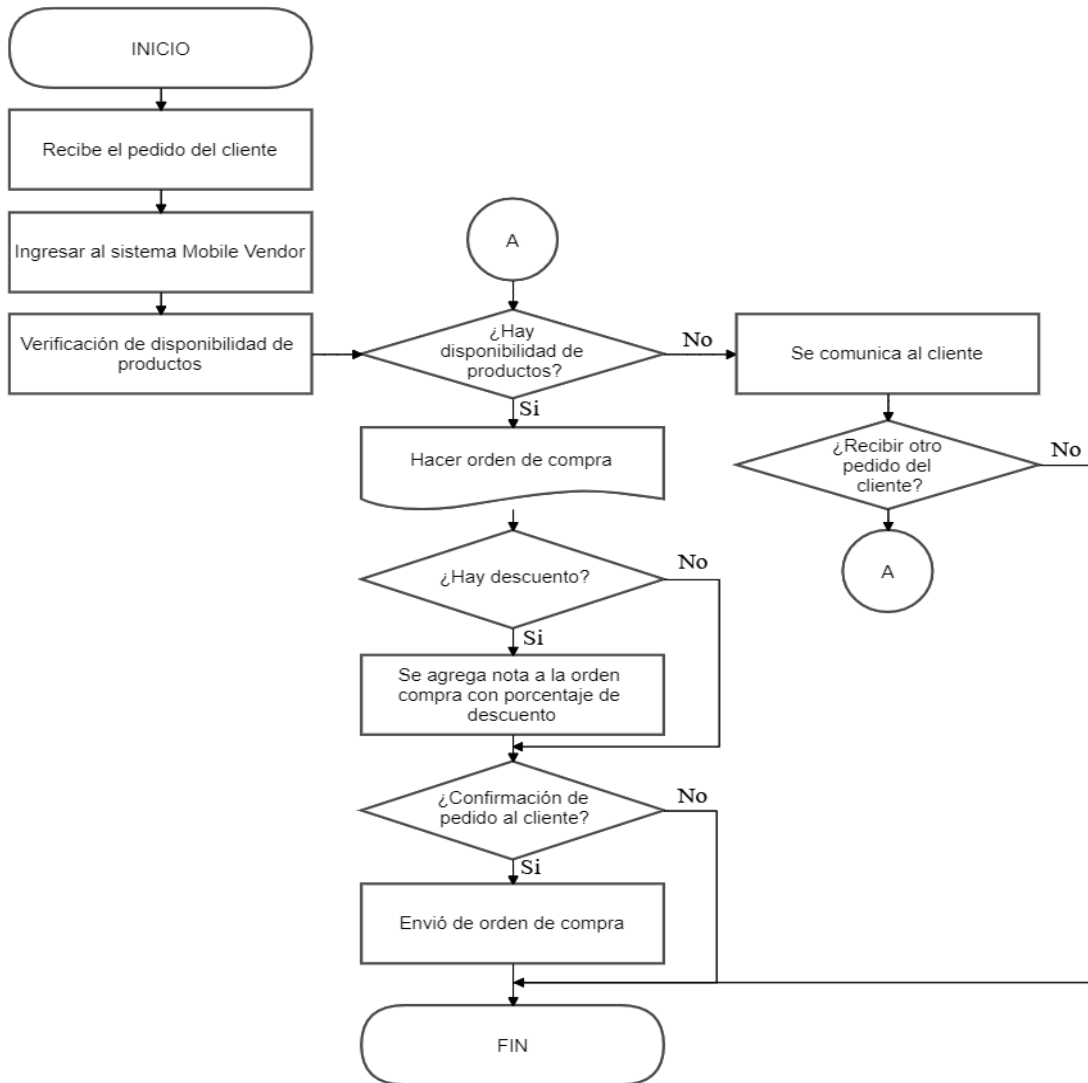 INICIO
Recibe el pedido del cliente
Ingresar al sistema Mobile Vendor
Verificación de disponibilidad de
productos
A
¿Hay
disponibilidad de
productos?
No
Se comunica al cliente
Si
Hacer orden de compra
¿Recibir otro
pedido del
cliente?
No
A
¿Hay descuento?
No
Si
Se agrega nota a la orden
compra con porcentaje de
descuento
¿Confirmación de
pedido al cliente?
No
Si
Envió de orden de compra
FIN